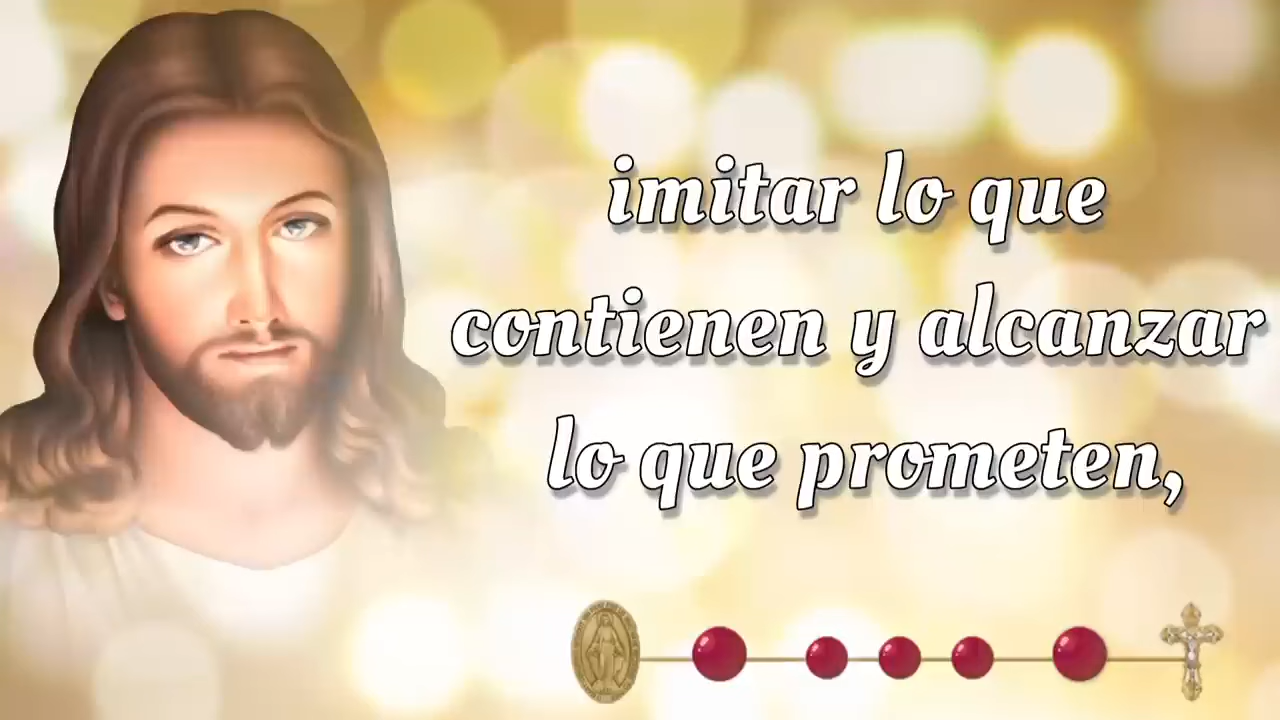 imitar lo que
contienen y alcanzar
lo que prometen,